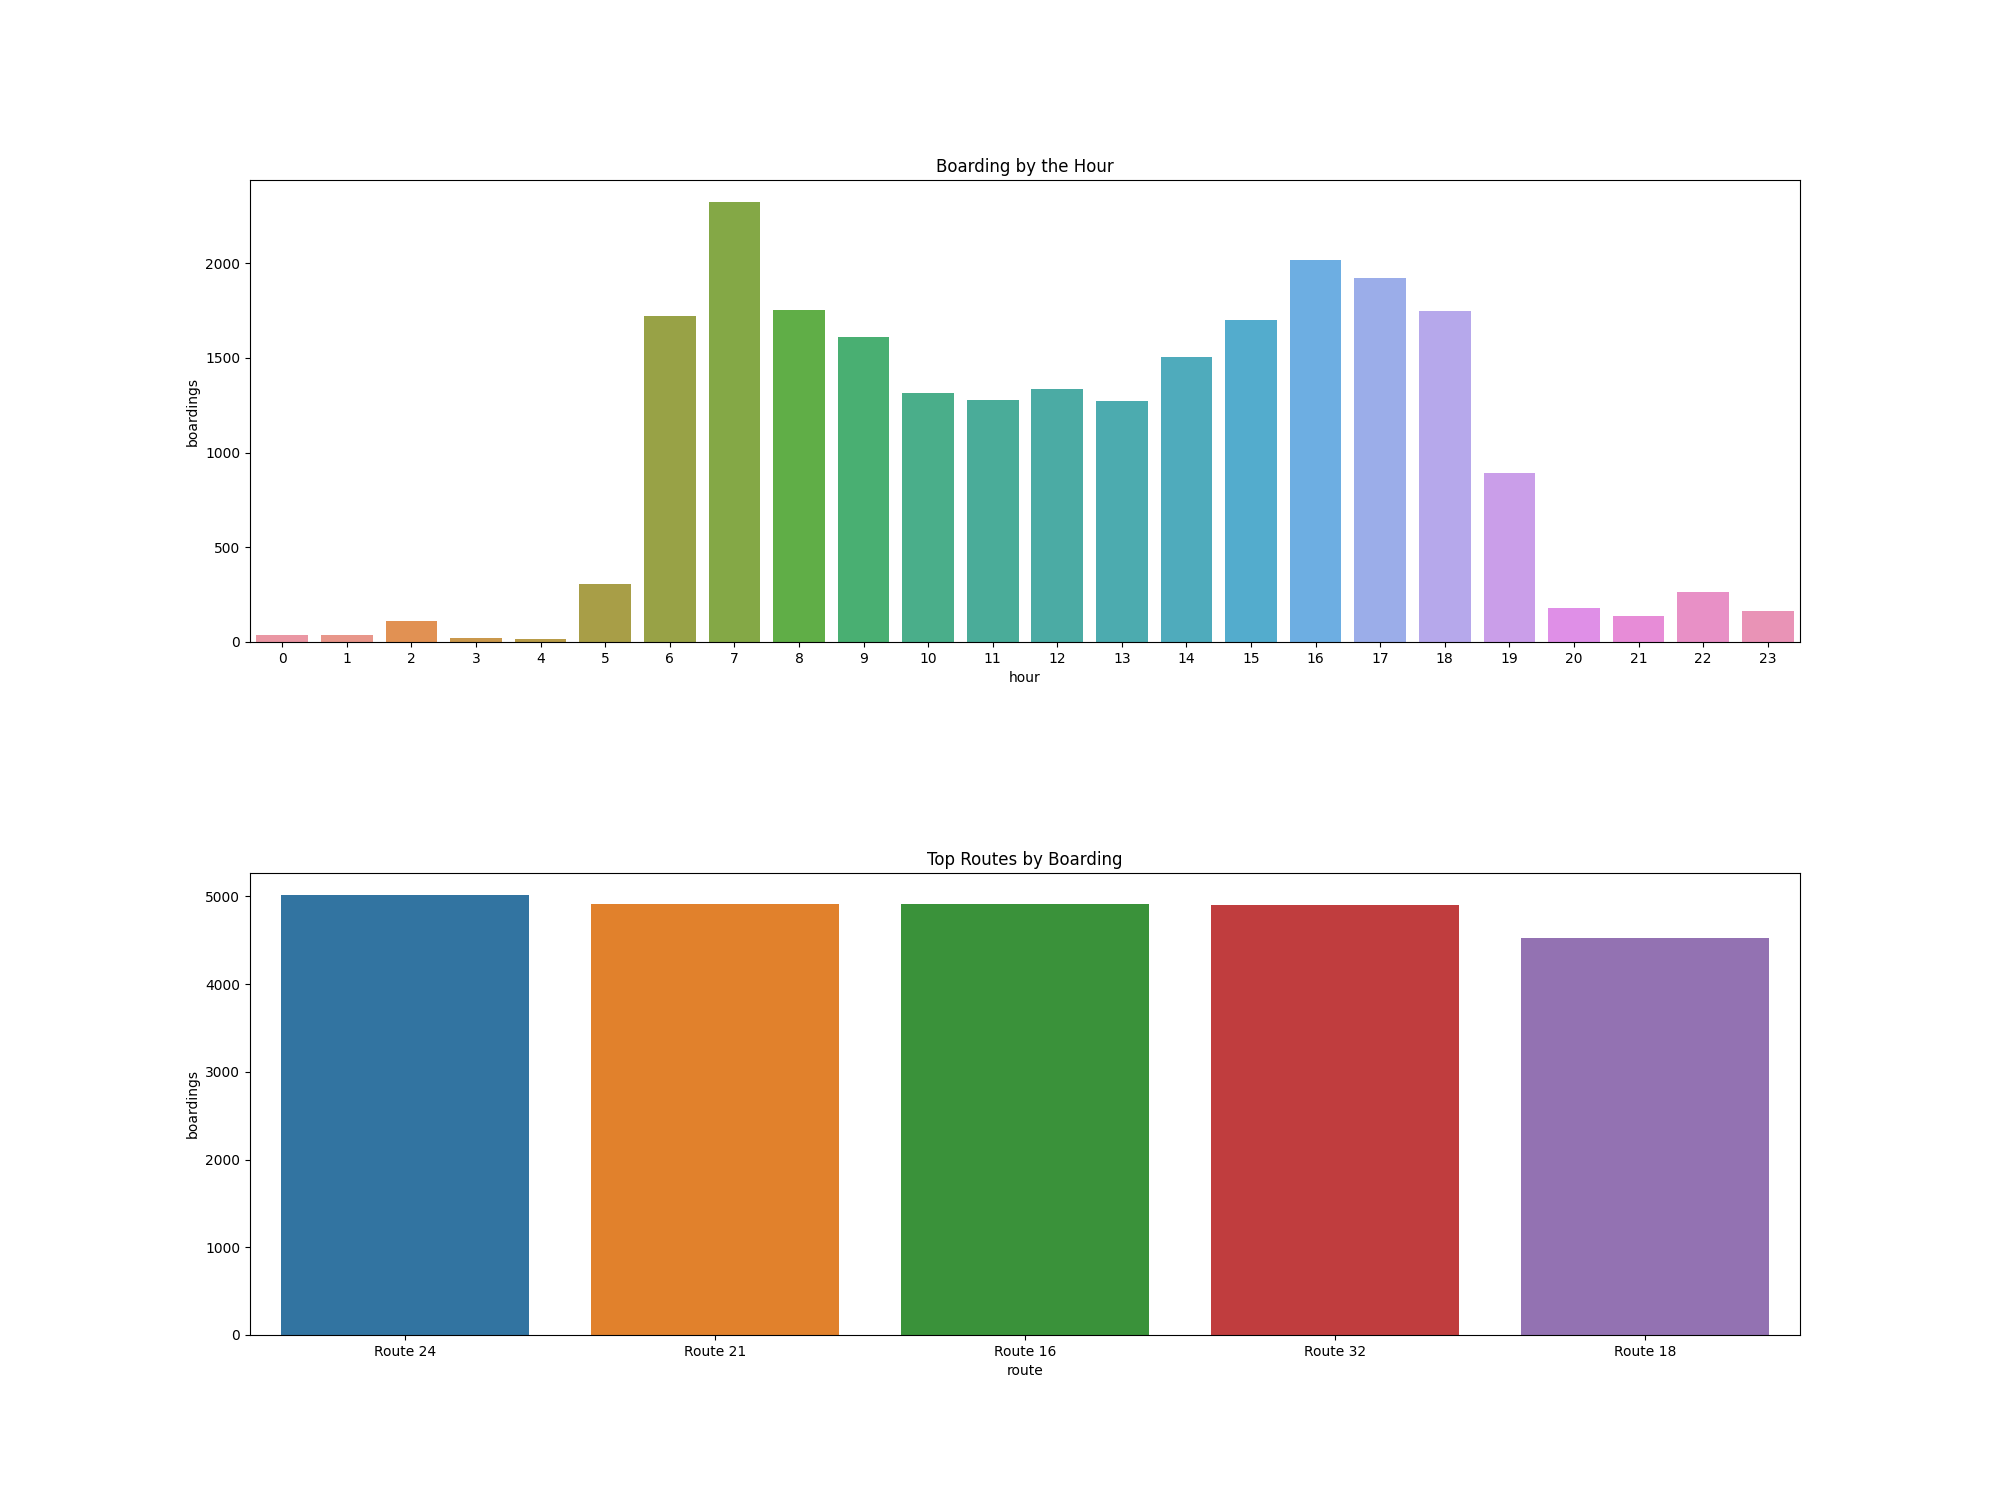 Boarding by the Hour
boardings
2000
1500
1000
500
0
0 1 2 3 4 5 6 7 8 9 10 11 12 13 14 15 16 17 18 19 20 21 22 23
hour
Top Routes by Boarding
boardings
5000
4000
3000
2000
1000
0
Route 24 Route 21 Route 16 Route 32 Route 18
route